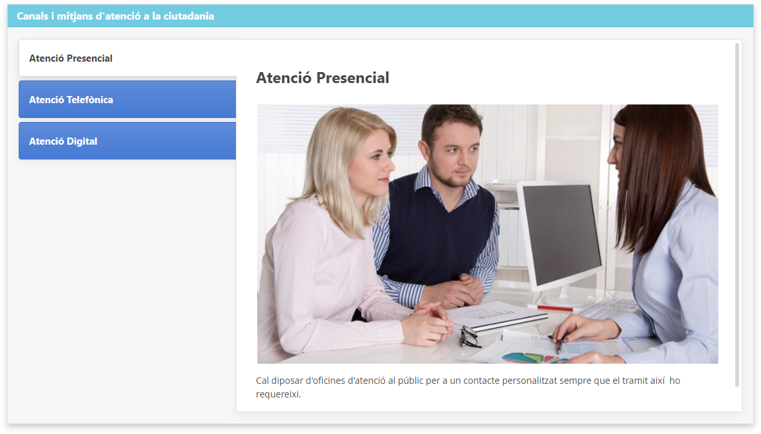 Canals i mitjans d'atenció a la ciutadania
Atenció Presencial
Atenció Telefònica
Atenció Digital
Atenció Presencial
Cal diposar d'oficines d'atenció al públic per a un contacte personalitzat sempre que el tramit així ho
requereixi.